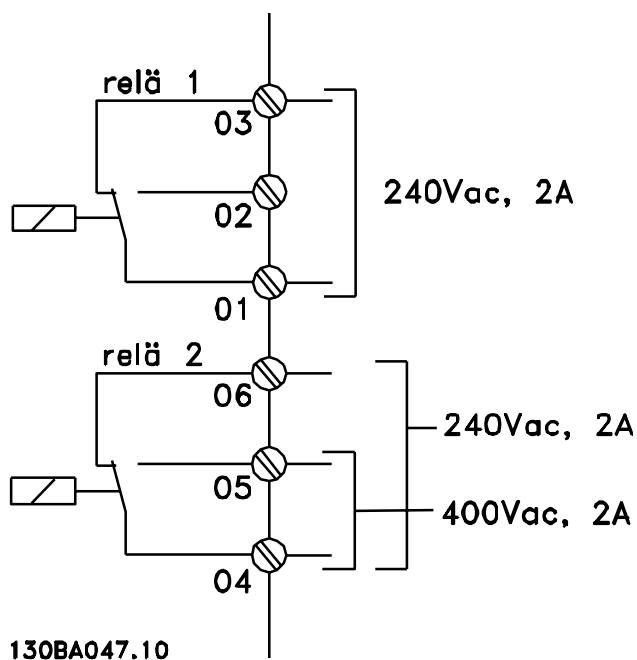 relä 1
03
240Vac, 2A
02
01
relä 2
06
240Vac, 2A
05
400Vac, 2A
04
130BA047.10